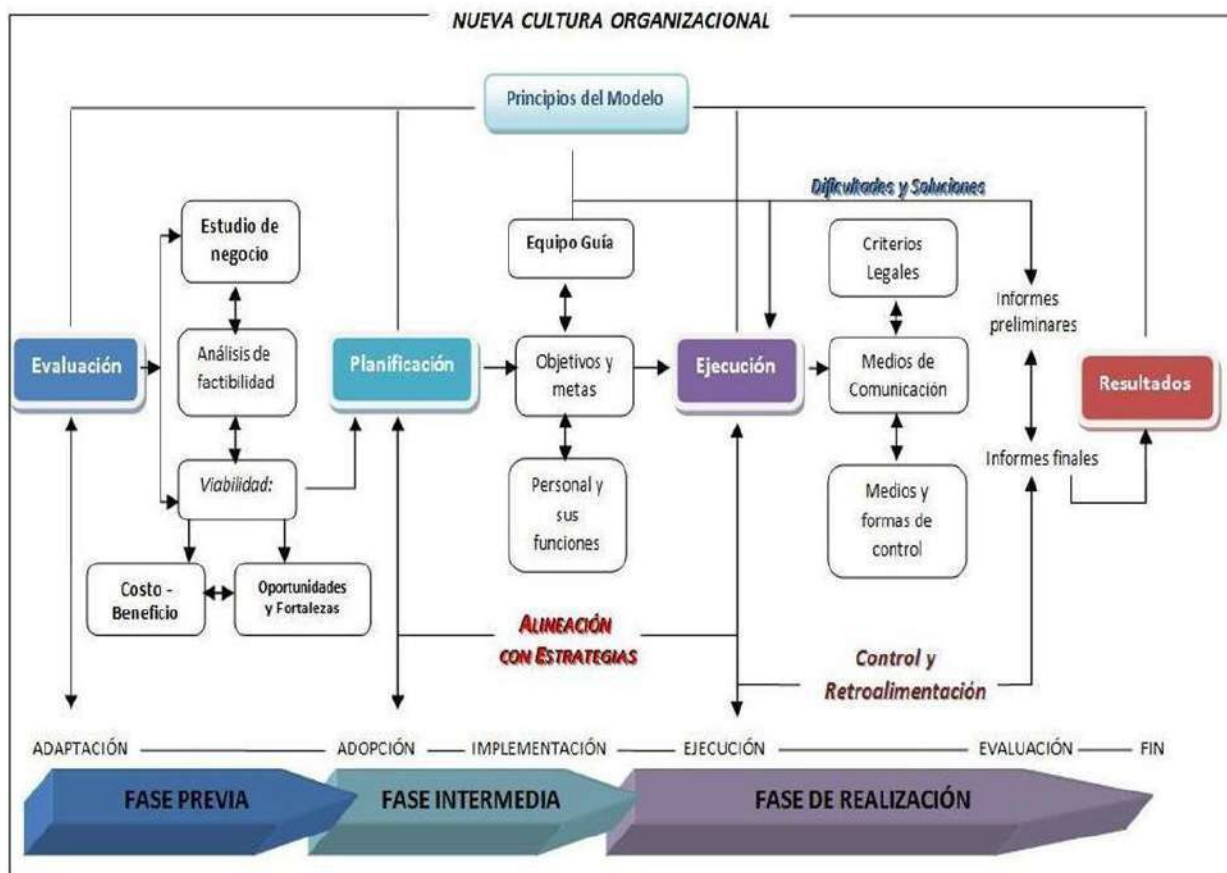 NUEVA CULTURA ORGANIZACIONAL
Principios del Modelo
Dificultades y Soluciones
Estudio de
negocio
Equipo Guía
Criterios
Legales
Informes
preliminares
Evaluación
Análisis de
factibilidad
Planificación
Objetivos y
metas
Ejecución
Medios de
Comunicación
Resultados
Viabilidad:
Personal y
sus
funciones
Medios y
formas de
control
Informes finales
Costo -
Beneficio
Oportunidades
y Fortalezas
ALINEACIÓN
CON ESTRATEGIAS
Control y
Retroalimentación
ADAPTACIÓN
ADOPCIÓN
IMPLEMENTACIÓN
EJECUCIÓN
EVALUACIÓN
FIN
FASE PREVIA
FASE INTERMEDIA
FASE DE REALIZACIÓN